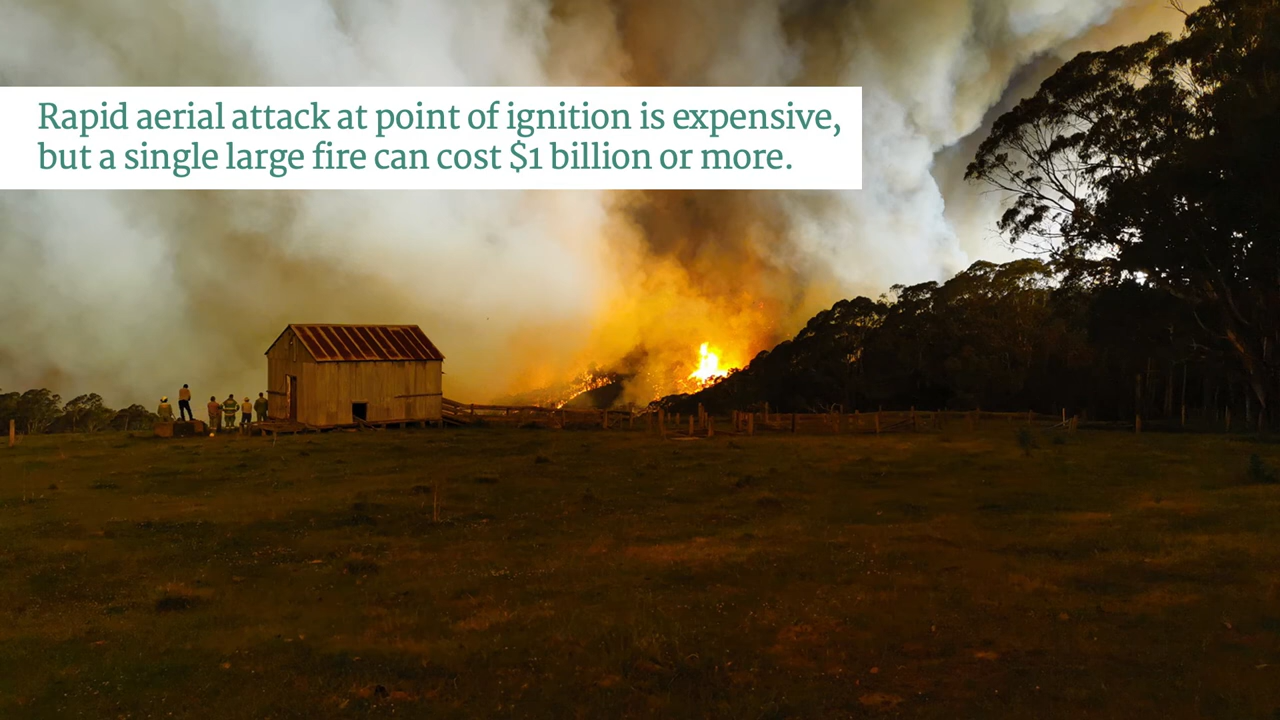 Rapid aerial attack at point of ignition is expensive,
but a single large fire can cost $1 billion or more.